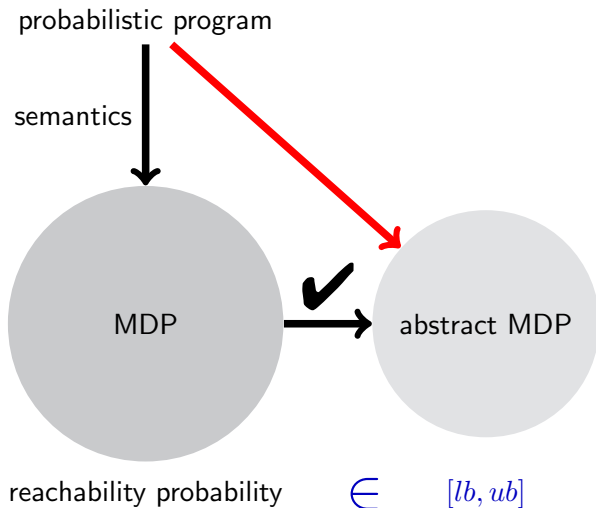 probabilistic program
semantics
MDP
abstract MDP
reachability probability ∈ [lb, ub]